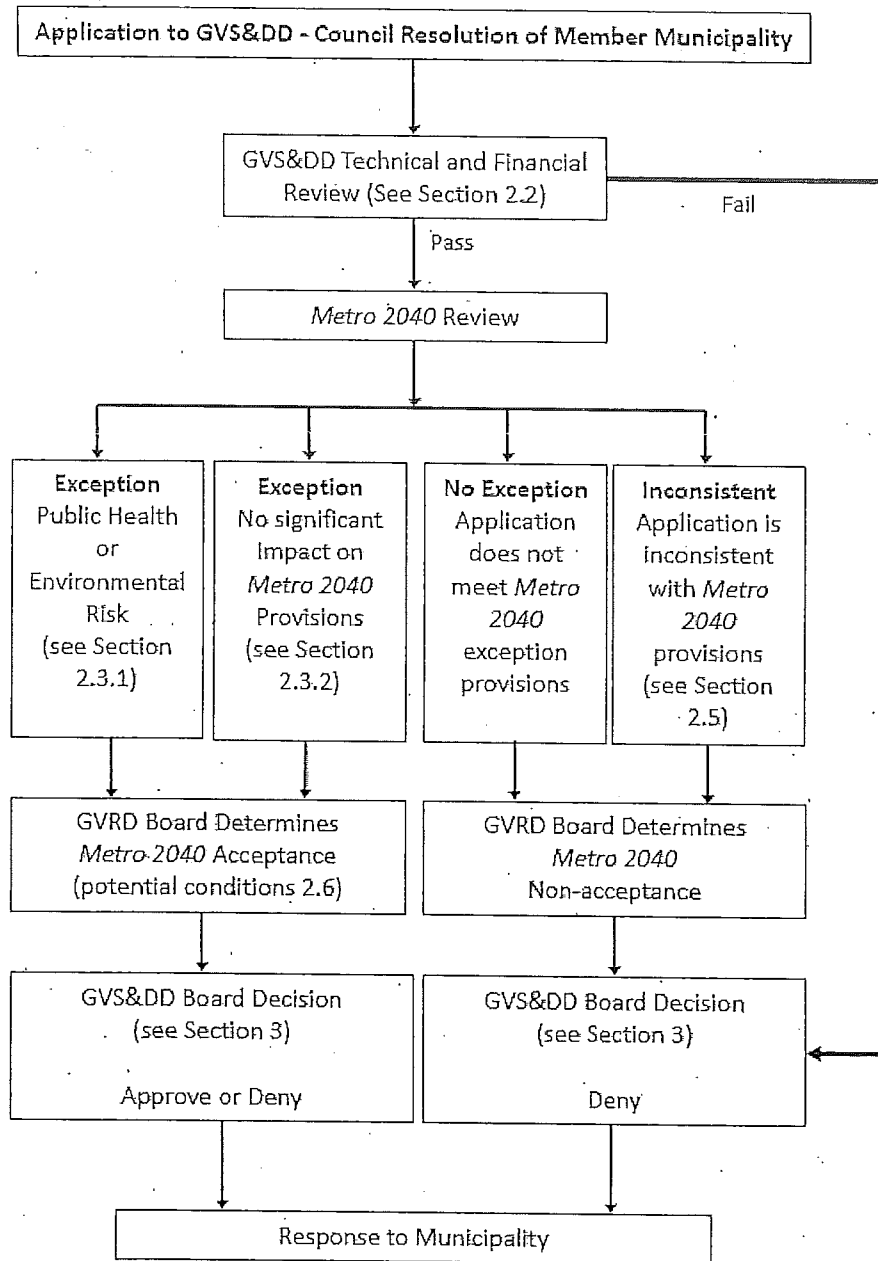 Application to GVS&DD - Council Resolution of Member Municipality
GVS&DD Technical and Financial
Review (See Section 2.2)
Fail
Pass
Metro 2040 Review
Exception
Public Health
or
Environmental
Risk
(see Section
2.3.1)
Exception
No significant
Impact on
Metro 2040
Provisions
(see Section
2.3.2)
No Exception
Application
does not
meet Metro
2040
exception
provisions
Inconsistent
Application is
inconsistent
with Metro
2040
provisions
(see Section
2.5)
GVRD Board Determines
Metro 2040 Acceptance
(potential conditions 2.6)
GVRD Board Determines
Metro 2040
Non-acceptance
GVS&DD Board Decision
(see Section 3)
Approve or Deny
GVS&DD Board Decision
(see Section 3)
Deny
Response to Municipality